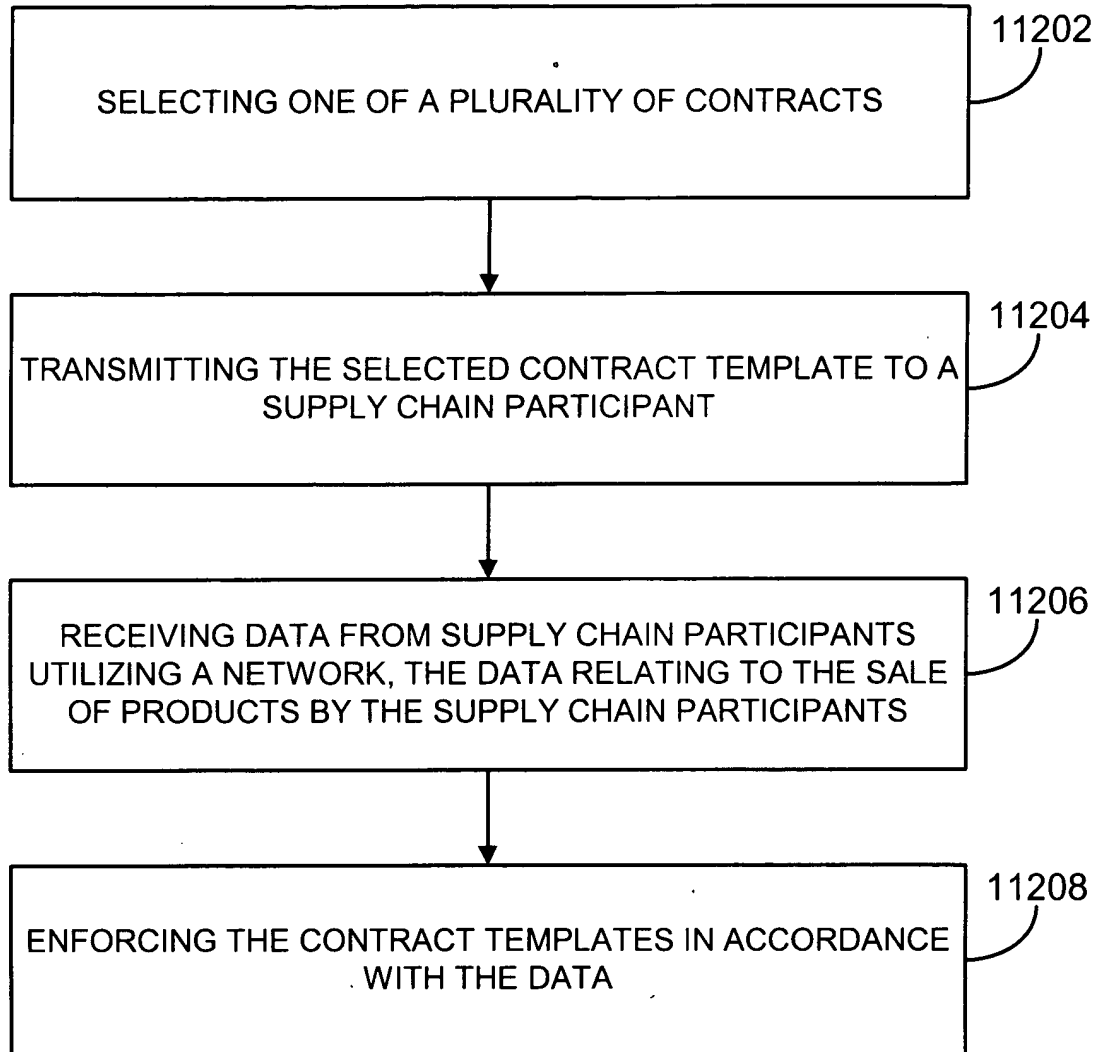 11202
SELECTING ONE OF A PLURALITY OF CONTRACTS
11204
TRANSMITTING THE SELECTED CONTRACT TEMPLATE TO A
SUPPLY CHAIN PARTICIPANT
11206
RECEIVING DATA FROM SUPPLY CHAIN PARTICIPANTS
UTILIZING A NETWORK, THE DATA RELATING TO THE SALE
OF PRODUCTS BY THE SUPPLY CHAIN PARTICIPANTS
11208
ENFORCING THE CONTRACT TEMPLATES IN ACCORDANCE
WITH THE DATA